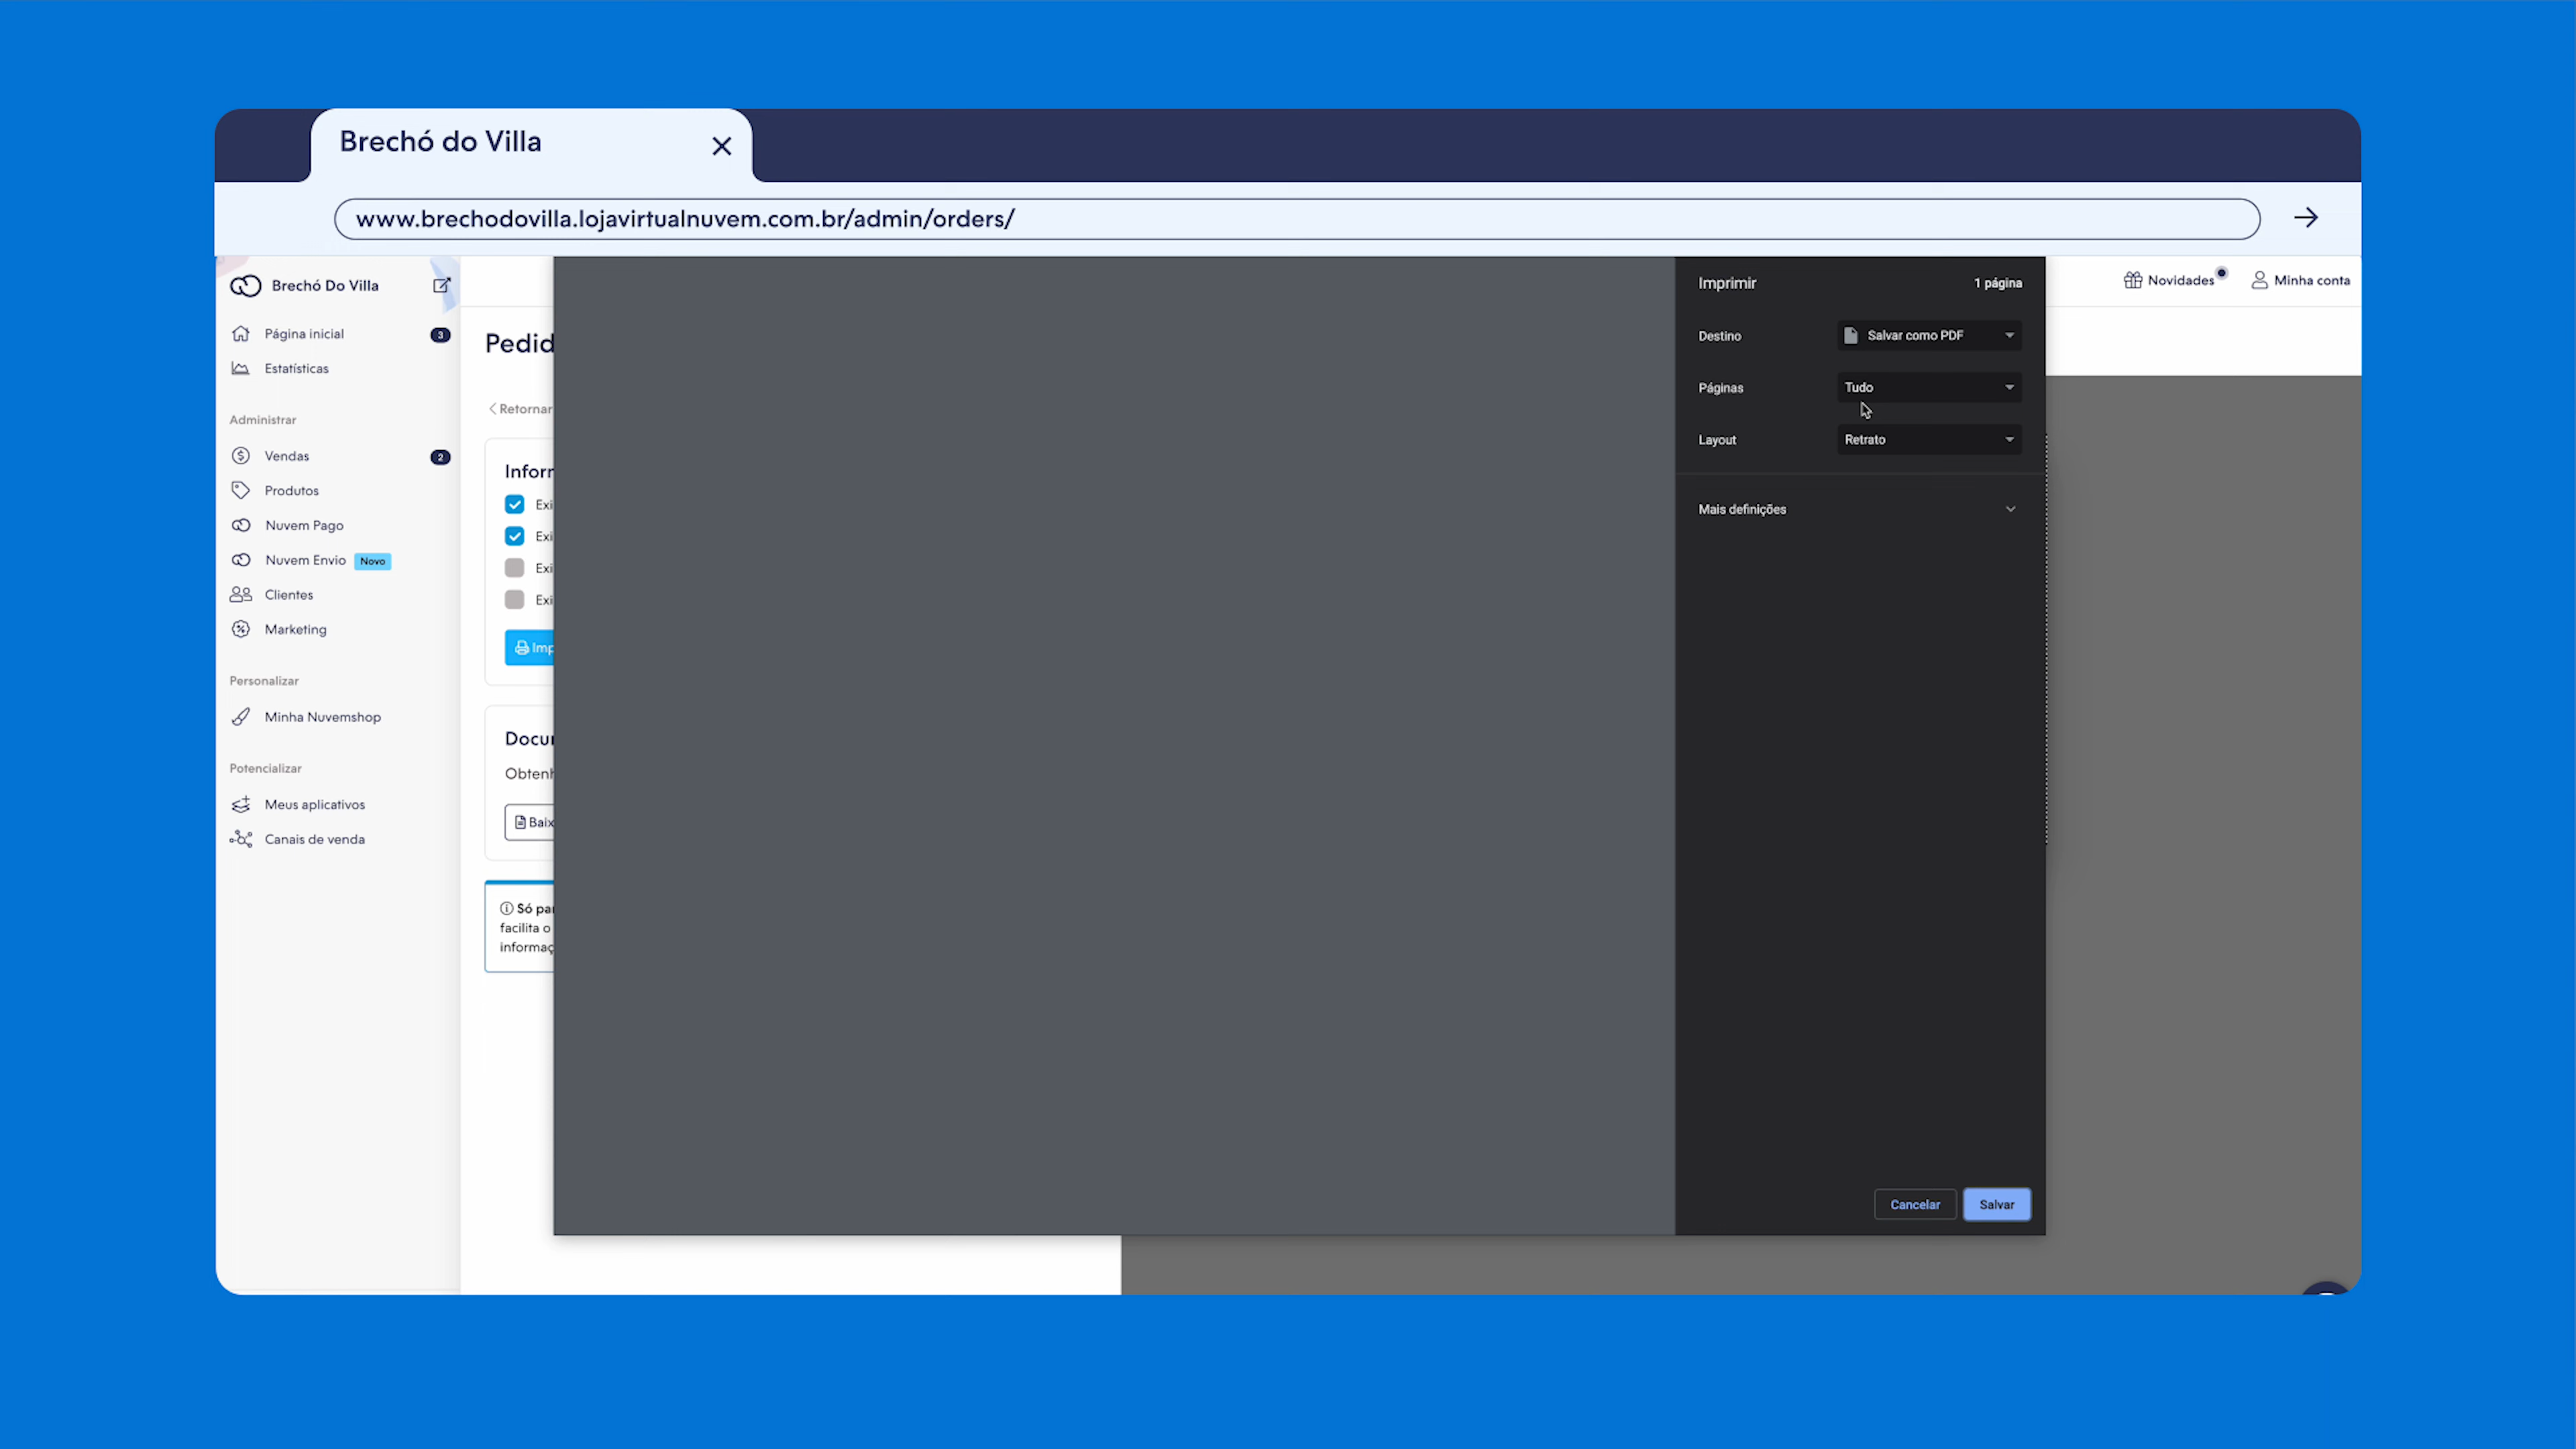 Brechó do Villa
www.brechodovilla.lojavirtualnuvem.com.br/admin/orders/
Brechó Do Villa
Novidades
Minha conta
Página inicial 3
Estatísticas
Administrar
Vendas 2
Produtos
Nuvem Pago
Nuvem Envio Novo
Clientes
Marketing
Personalizar
Minha Nuvemshop
Potencializar
Meus aplicativos
Canais de venda
Pedid
Retornar
Inforr
Exi
Exi
Exi
Exi
Imp
Docu
Obtenh
Baix
Só par
facilita o
informaç
Imprimir 1 página
Destino Salvar como PDF
Páginas Tudo
Layout Retrato
Mais definições
Cancelar Salvar